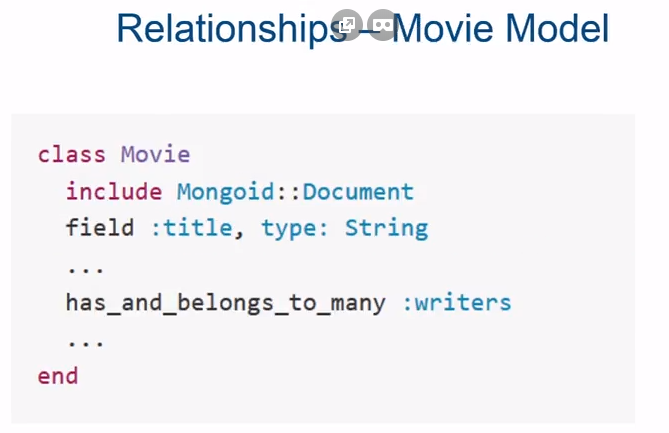 Relationships – Movie Model
class Movie
include Mongoid::Document
field :title, type: String
...
has_and_belongs_to_many :writers
...
end